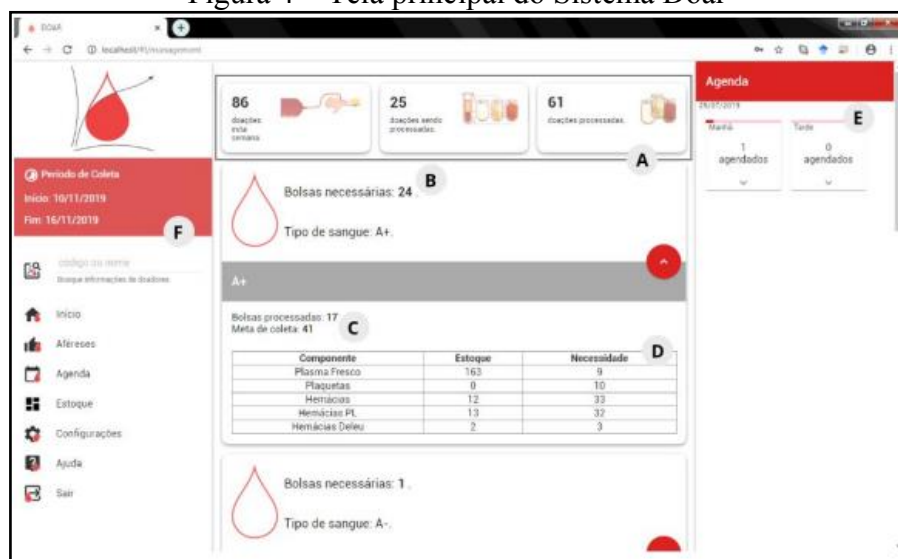 Figura 4 – Tela principal do Sistema Doar
DOAR
localhost/#!/management
Período de Coleta
Início: 10/11/2019
Fim: 16/11/2019
F
código ou nome
Busque informações de doadores
Início
Aféreses
Agenda
Estoque
Configurações
Ajuda
Sair
86
doações
nesta
semana.
25
doações sendo
processadas.
61
doações processadas.
A
Bolsas necessárias: 24 .
B
Tipo de sangue: A+.
A+
Bolsas processadas: 17
Meta de coleta: 41
C
D
Componente Estoque Necessidade
Plasma Fresco 163 9
Plaquetas 0 10
Hemácias 12 33
Hemácias PL 13 32
Hemácias Deleu 2 3
Bolsas necessárias: 1 .
Tipo de sangue: A-.
Agenda
E
Manhã Tarde
1 0
agendados agendados